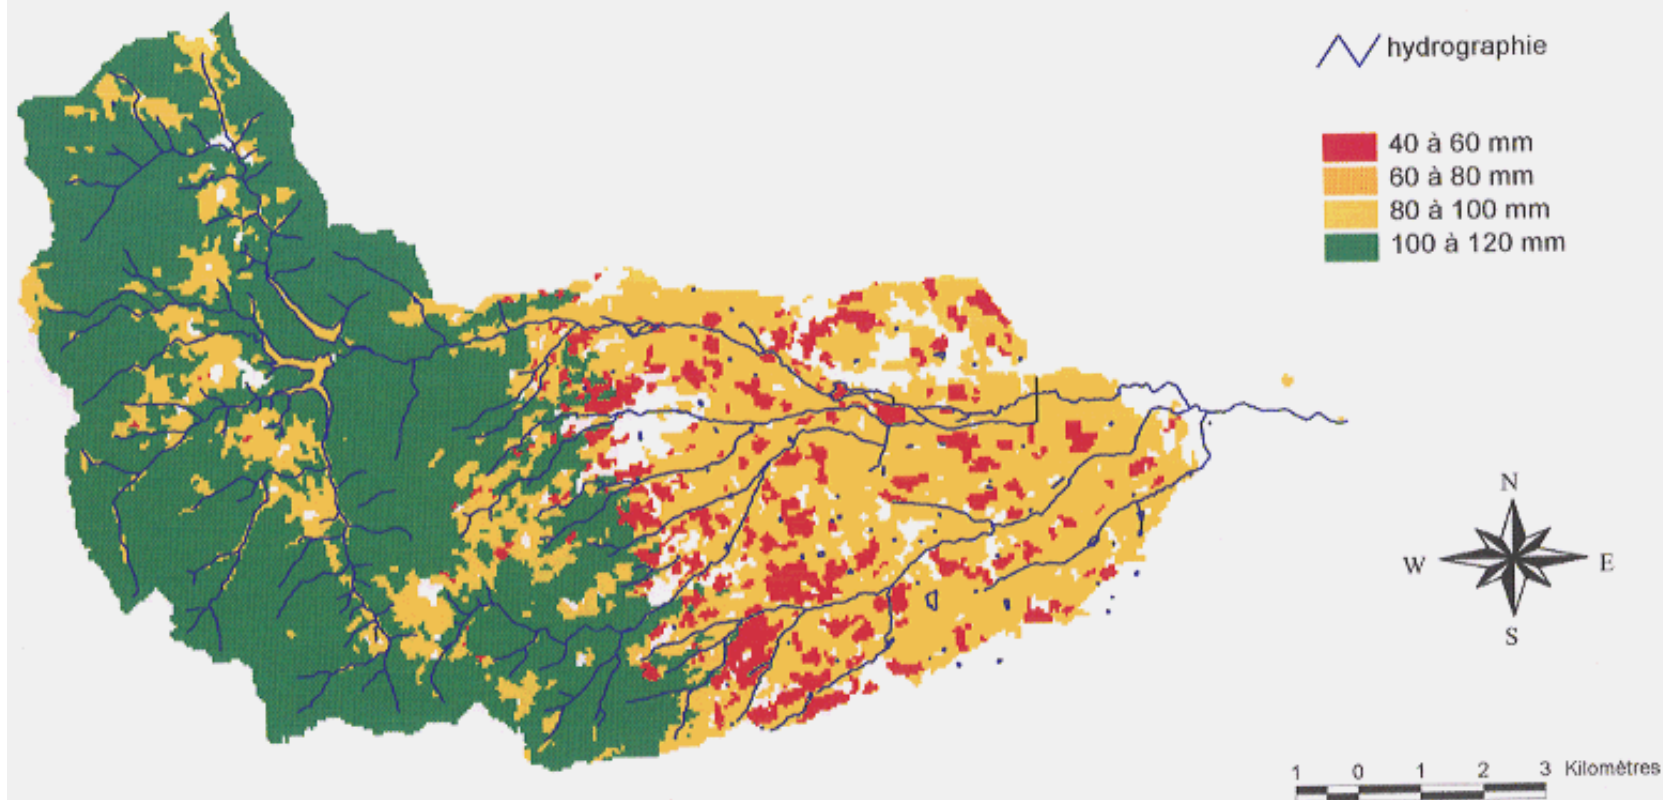 hydrographie
40 à 60 mm
60 à 80 mm
80 à 100 mm
100 à 120 mm
N
W E
S
1 0 1 2 3 Kilomètres